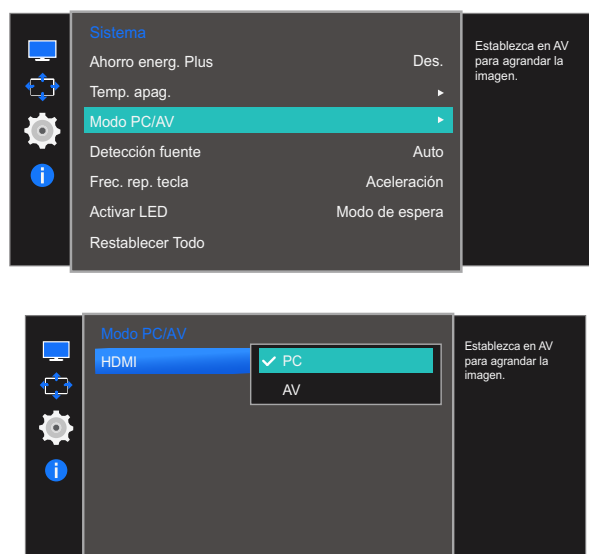 Sistema
Ahorro energ. Plus Des.
Temp. apag.
Modo PC/AV
Detección fuente Auto
Frec. rep. tecla Aceleración
Activar LED Modo de espera
Restablecer Todo
Establezca en AV
para agrandar la
imagen.
Modo PC/AV
HDMI PC
AV
Establezca en AV
para agrandar la
imagen.